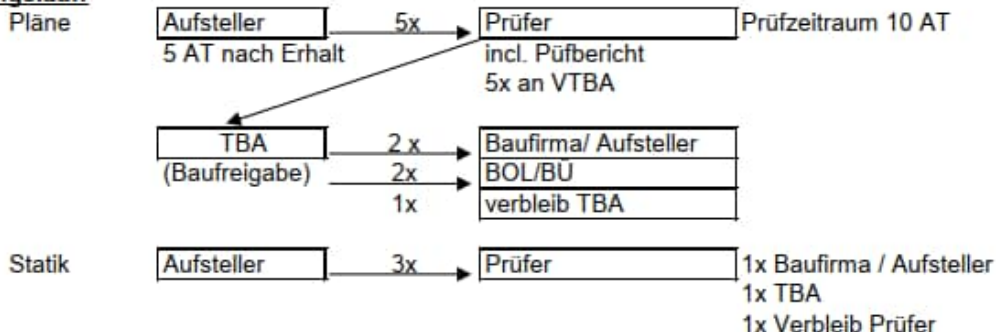 Pläne Aufsteller 5x Prüfer Prüfzeitraum 10 AT
5 AT nach Erhalt incl. Püfbericht
5x an VTBA
TBA 2 x Baufirma/ Aufsteller
(Baufreigabe) 2x BOL/BÜ
1x verbleib TBA
Statik Aufsteller 3x Prüfer 1x Baufirma / Aufsteller
1x TBA
1x Verbleib Prüfer